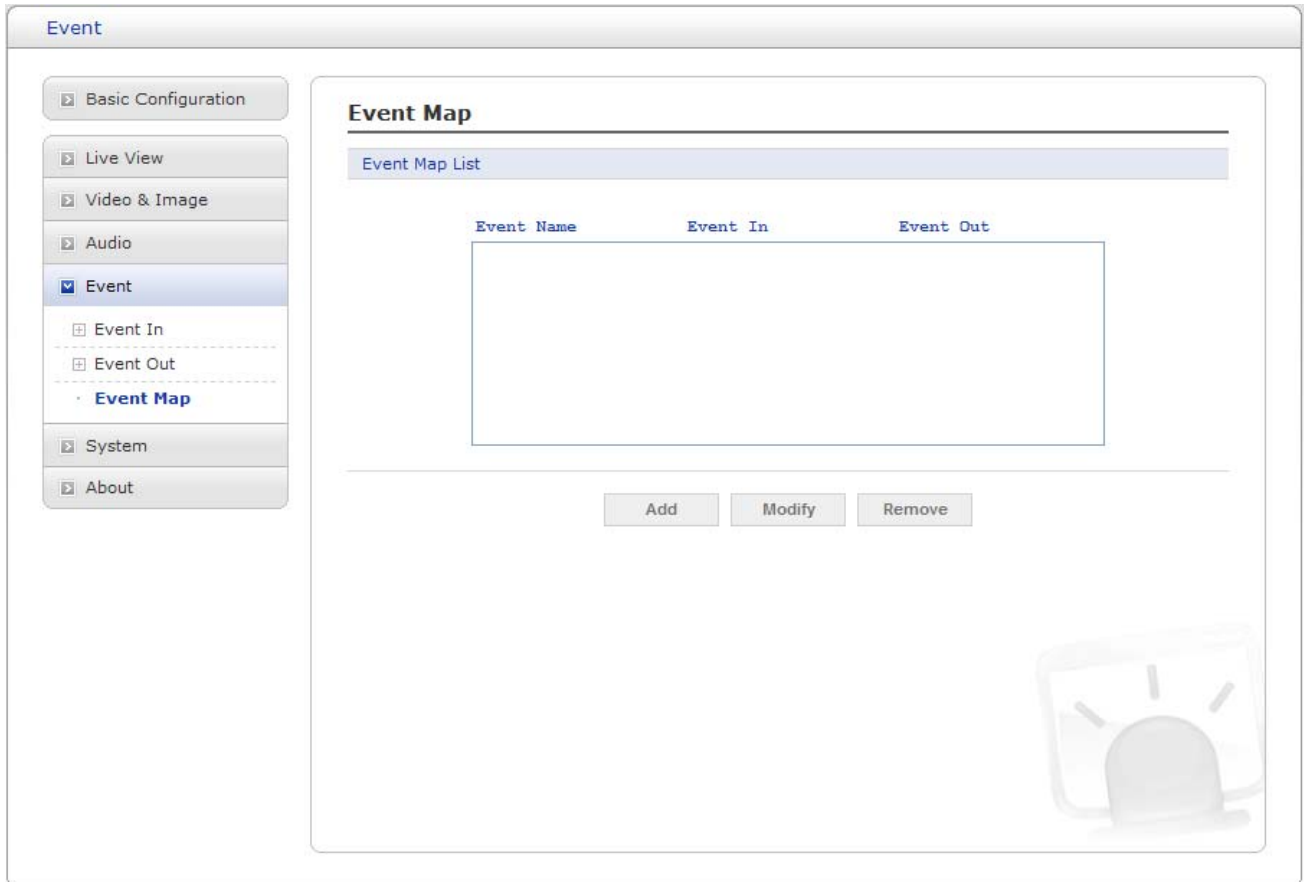 Event
Basic Configuration
Live View
Video & Image
Audio
Event
Event In
Event Out
Event Map
System
About
Event Map
Event Map List
Event Name Event In Event Out
Add Modify Remove